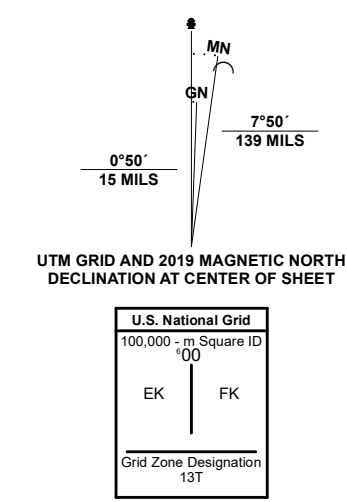 MN
GN
7°50´
139 MILS
0°50´
15 MILS
UTM GRID AND 2019 MAGNETIC NORTH
DECLINATION AT CENTER OF SHEET
U.S. National Grid
100,000 - m Square ID
⁶00
EK FK
Grid Zone Designation
13T